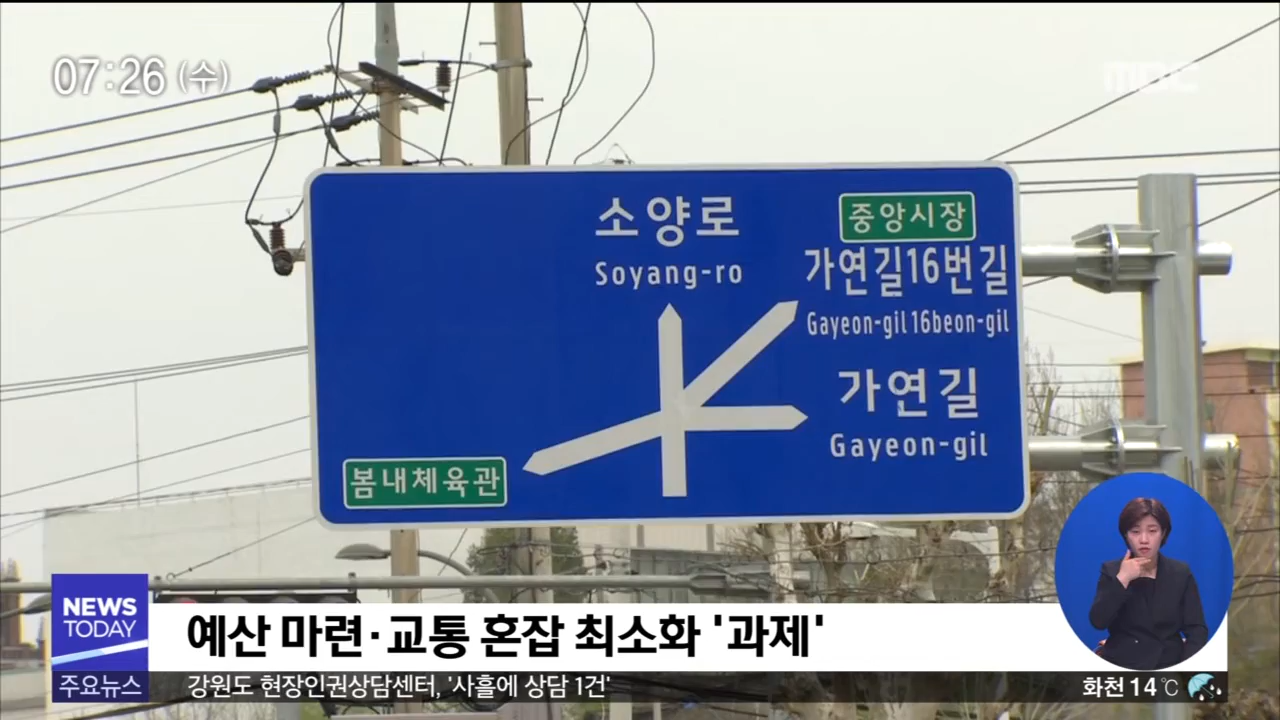 07:26 (수)
MBC
소양로
Soyang-ro
중앙시장
가연길16번길
Gayeon-gil 16beon-gil
가연길
Gayeon-gil
봄내체육관
NEWS
TODAY
예산 마련·교통 혼잡 최소화 '과제'
주요뉴스
강원도 현장인권상담센터, '사흘에 상담 1건'
화천 14℃